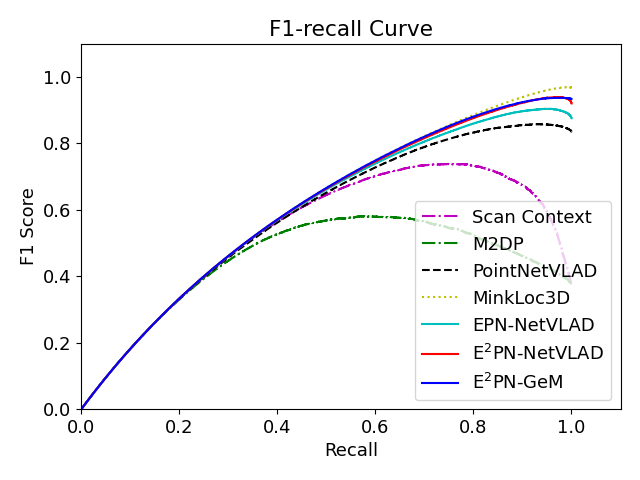 F1-recall Curve
F1 Score
1.0
0.8
0.6
0.4
0.2
0.0
Scan Context
M2DP
PointNetVLAD
MinkLoc3D
EPN-NetVLAD
E²PN-NetVLAD
E²PN-GeM
0.0 0.2 0.4 0.6 0.8 1.0
Recall